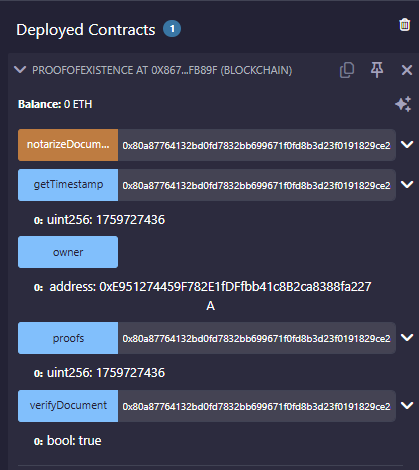 Deployed Contracts 1
PROOFOFEXISTENCE AT 0X867...FB89F (BLOCKCHAIN)
Balance: 0 ETH
notarizeDocum... 0x80a87764132bd0fd7832bb699671f0fd8b3d23f0191829ce2
getTimestamp 0x80a87764132bd0fd7832bb699671f0fd8b3d23f0191829ce2
0: uint256: 1759727436
owner
0: address: 0xE951274459F782E1fDFfbb41c8B2ca8388fa227
A
proofs 0x80a87764132bd0fd7832bb699671f0fd8b3d23f0191829ce2
0: uint256: 1759727436
verifyDocument 0x80a87764132bd0fd7832bb699671f0fd8b3d23f0191829ce2
0: bool: true